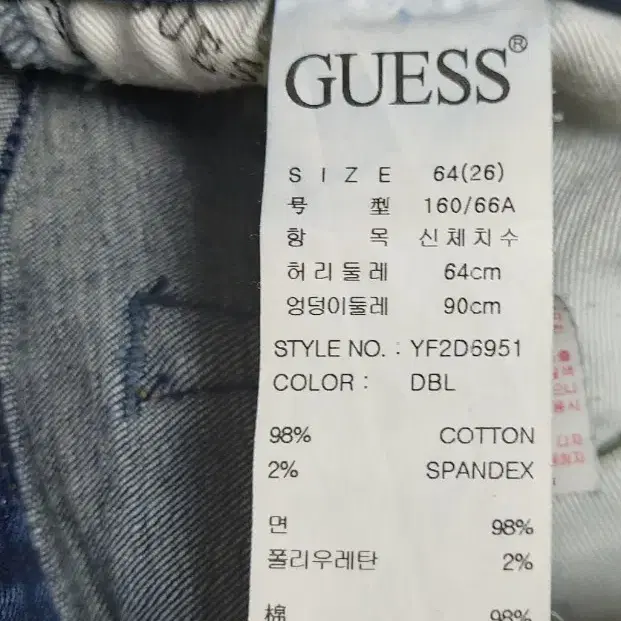 GUESS®
SIZE 64(26)
号型 160/66A
항목 신체치수
허리둘레 64cm
엉덩이둘레 90cm
STYLE NO. : YF2D6951
COLOR : DBL
98% COTTON
2% SPANDEX
면 98%
폴리우레탄 2%
棉 98%